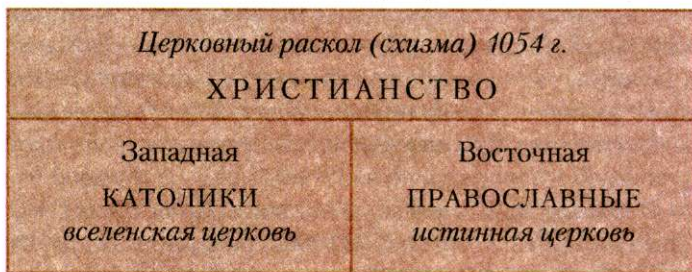 Церковный раскол (схизма) 1054 г.
ХРИСТИАНСТВО
Западная
КАТОЛИКИ
вселенская церковь
Восточная
ПРАВОСЛАВНЫЕ
истинная церковь